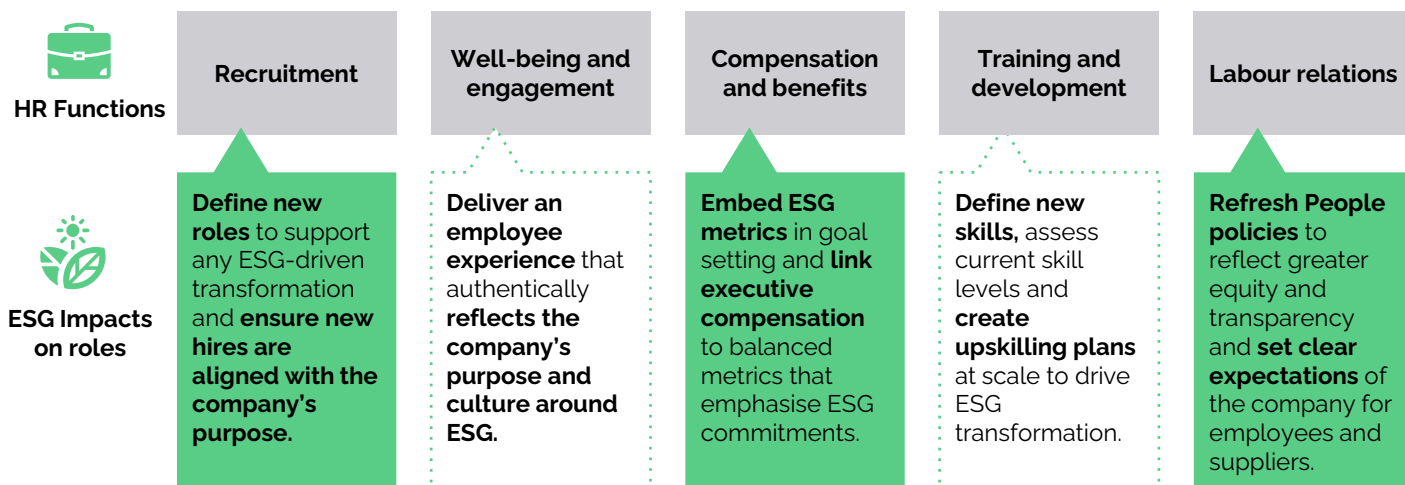 HR Functions
Recruitment
Well-being and
engagement
Compensation
and benefits
Training and
development
Labour relations
ESG Impacts
on roles
Define new
roles to support
any ESG-driven
transformation
and ensure new
hires are
aligned with the
company’s
purpose.
Deliver an
employee
experience that
authentically
reflects the
company’s
purpose and
culture around
ESG.
Embed ESG
metrics in goal
setting and link
executive
compensation
to balanced
metrics that
emphasise ESG
commitments.
Define new
skills, assess
current skill
levels and
create
upskilling plans
at scale to drive
ESG
transformation.
Refresh People
policies to
reflect greater
equity and
transparency
and set clear
expectations of
the company for
employees and
suppliers.